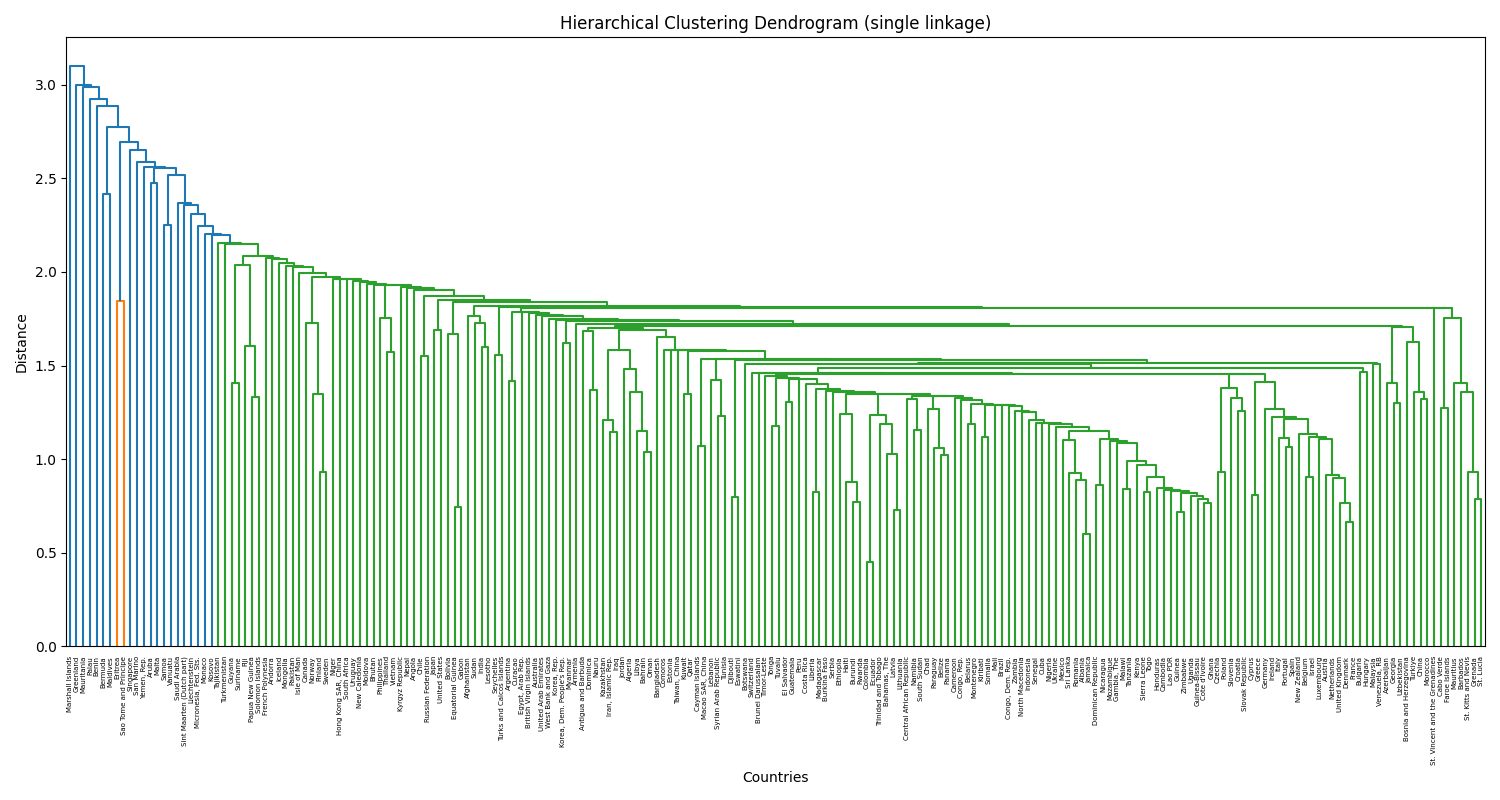 Hierarchical Clustering Dendrogram (single linkage)
Distance
3.0
2.5
2.0
1.5
1.0
0.5
0.0
Marshall Islands
Greenland
Mauritania
Palau
Benin
Bermuda
Maldives
Eritrea
Sao Tome and Principe
Singapore
San Marino
Yemen, Rep.
Aruba
Malta
Samoa
Vanuatu
Saudi Arabia
Sint Maarten (Dutch part)
Liechtenstein
Micronesia, Fed. Sts.
Monaco
Kosovo
Tajikistan
Turkmenistan
Guyana
Suriname
Fiji
Papua New Guinea
Solomon Islands
French Polynesia
Andorra
Iceland
Mongolia
Pakistan
Isle of Man
Canada
Norway
Finland
Sweden
Niger
Hong Kong SAR, China
South Africa
Uruguay
New Caledonia
Moldova
Bhutan
Philippines
Thailand
Vietnam
Kyrgyz Republic
Nepal
Angola
Chile
Russian Federation
Japan
United States
Bolivia
Equatorial Guinea
Gabon
Afghanistan
Sudan
India
Lesotho
Seychelles
Turks and Caicos Islands
Argentina
Curacao
Egypt, Arab Rep.
British Virgin Islands
Australia
United Arab Emirates
West Bank and Gaza
Korea, Rep.
Korea, Dem. People's Rep.
Myanmar
Armenia
Antigua and Barbuda
Dominica
Nauru
Kazakhstan
Iran, Islamic Rep.
Iraq
Jordan
Algeria
Libya
Bahrain
Oman
Bangladesh
Comoros
Estonia
Taiwan, China
Kuwait
Qatar
Cayman Islands
Macao SAR, China
Lebanon
Syrian Arab Republic
Tunisia
Djibouti
Eswatini
Botswana
Switzerland
Brunei Darussalam
Timor-Leste
Tonga
Tuvalu
El Salvador
Guatemala
Peru
Costa Rica
Liberia
Madagascar
Burkina Faso
Serbia
Ethiopia
Haiti
Burundi
Rwanda
Colombia
Ecuador
Trinidad and Tobago
Bahamas, The
Latvia
Lithuania
Central African Republic
Namibia
South Sudan
Chad
Paraguay
Belize
Panama
Cameroon
Congo, Rep.
Belarus
Montenegro
Kiribati
Somalia
Mali
Brazil
Congo, Dem. Rep.
Zambia
North Macedonia
Indonesia
Senegal
Cuba
Nigeria
Ukraine
Mexico
Sri Lanka
Romania
Albania
Jamaica
Dominican Republic
Nicaragua
Mozambique
Gambia, The
Malawi
Tanzania
Kenya
Sierra Leone
Togo
Honduras
Cambodia
Lao PDR
Guinea
Zimbabwe
Uganda
Guinea-Bissau
Cote d'Ivoire
Ghana
Czechia
Poland
Slovenia
Croatia
Slovak Republic
Cyprus
Greece
Germany
Ireland
Italy
Portugal
Spain
New Zealand
Belgium
Israel
Luxembourg
Austria
Netherlands
United Kingdom
Denmark
France
Bulgaria
Hungary
Malaysia
Venezuela, RB
Azerbaijan
Georgia
Uzbekistan
Bosnia and Herzegovina
Turkiye
China
Morocco
St. Vincent and the Grenadines
Cabo Verde
Faroe Islands
Mauritius
Barbados
St. Kitts and Nevis
Grenada
St. Lucia
Countries